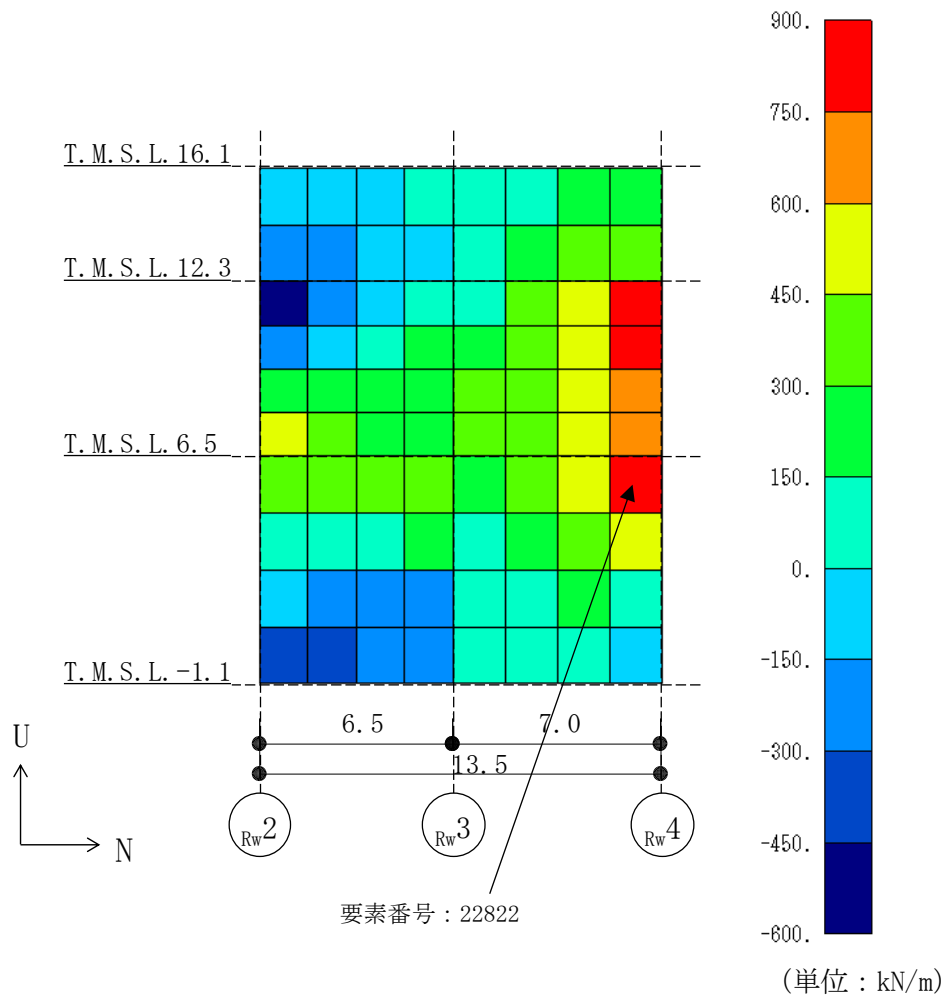 900.
750.
T.M.S.L.16.1
600.
T.M.S.L.12.3
450.
300.
T.M.S.L.6.5
150.
0.
-150.
T.M.S.L.-1.1
6.5 7.0
U
-300.
13.5
Rw2 Rw3 Rw4
N
-450.
要素番号：22822
-600.
(単位：kN/m)